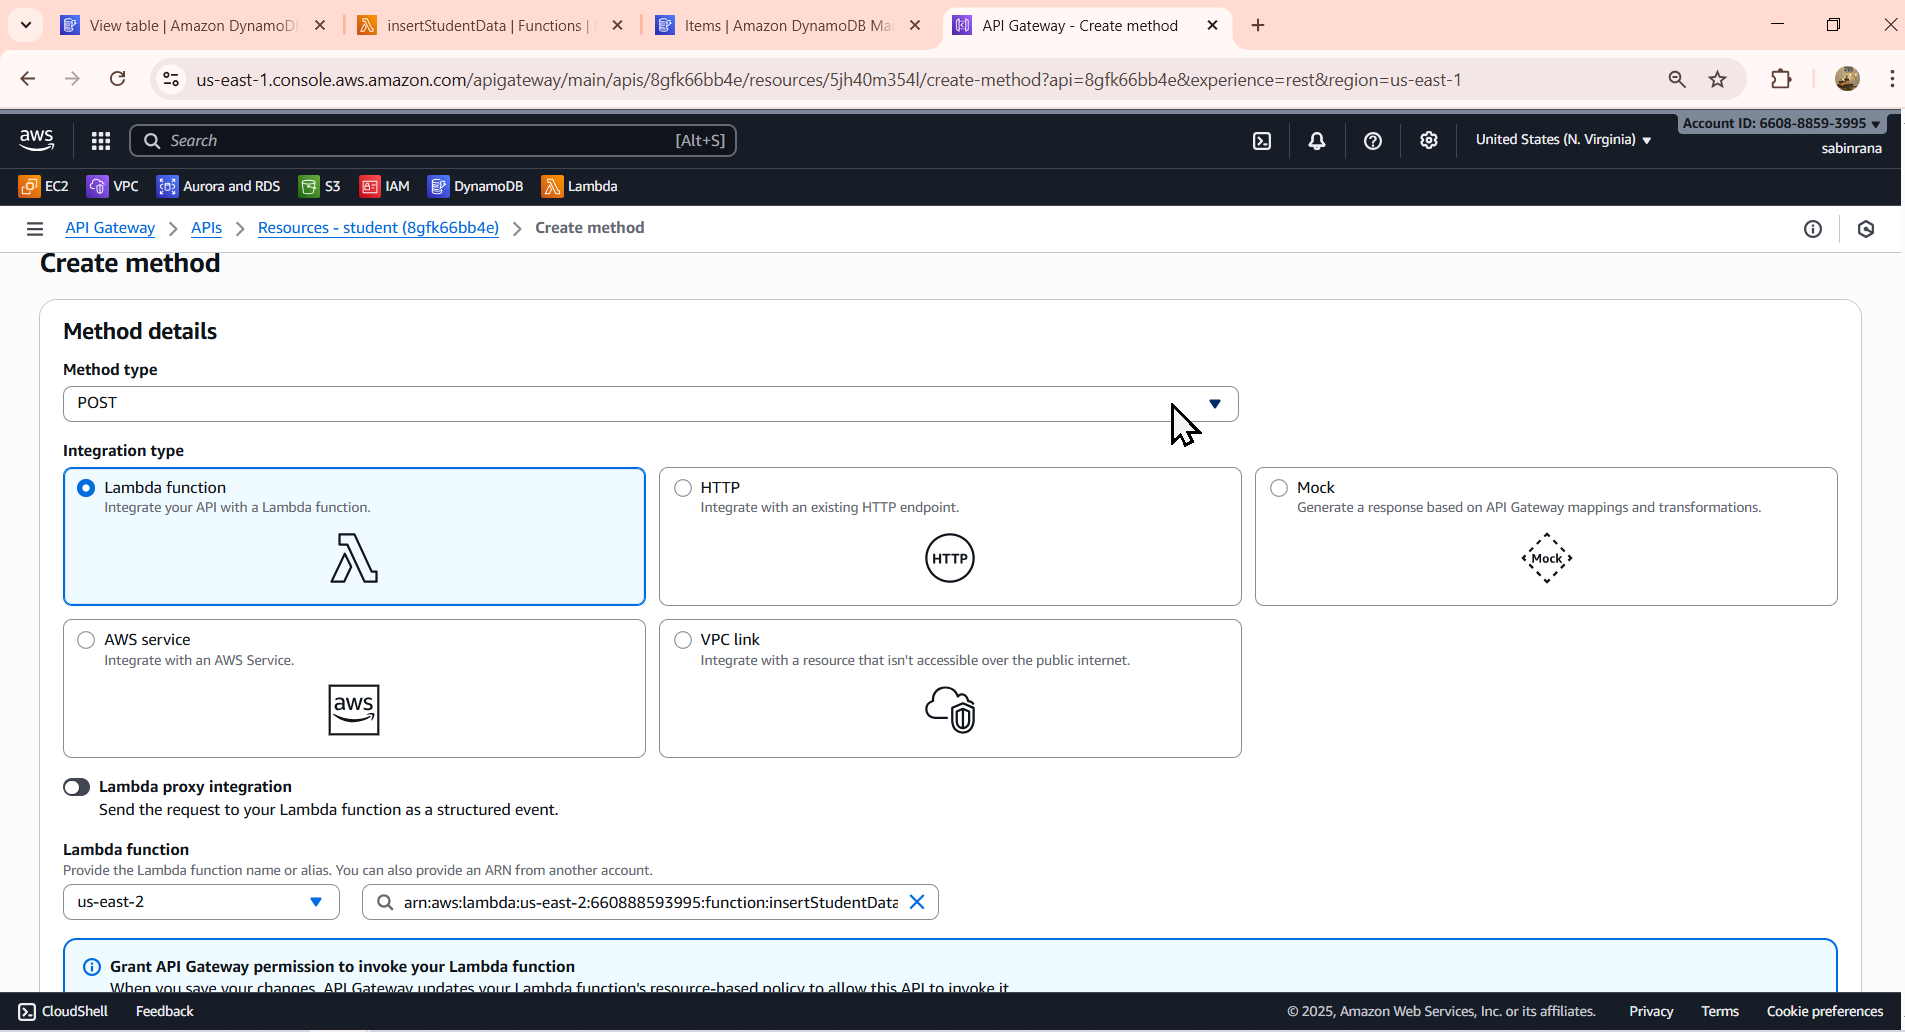 View table | Amazon DynamoDB
insertStudentData | Functions |
Items | Amazon DynamoDB Ma
API Gateway - Create method
us-east-1.console.aws.amazon.com/apigateway/main/apis/8gfk66bb4e/resources/5jh40m354l/create-method?api=8gfk66bb4e&experience=rest&region=us-east-1
aws
Search
[Alt+S]
United States (N. Virginia)
Account ID: 6608-8859-3995
sabinrana
EC2
VPC
Aurora and RDS
S3
IAM
DynamoDB
Lambda
API Gateway
APIs
Resources - student (8gfk66bb4e)
Create method
Create method
Method details
Method type
POST
Integration type
Lambda function
Integrate your API with a Lambda function.
HTTP
Integrate with an existing HTTP endpoint.
HTTP
Mock
Generate a response based on API Gateway mappings and transformations.
Mock
AWS service
Integrate with an AWS Service.
aws
VPC link
Integrate with a resource that isn't accessible over the public internet.
Lambda proxy integration
Send the request to your Lambda function as a structured event.
Lambda function
Provide the Lambda function name or alias. You can also provide an ARN from another account.
us-east-2
arn:aws:lambda:us-east-2:660888593995:function:insertStudentData
Grant API Gateway permission to invoke your Lambda function
When you save your changes, API Gateway updates your Lambda function's resource-based policy to allow this API to invoke it.
CloudShell
Feedback
© 2025, Amazon Web Services, Inc. or its affiliates.
Privacy
Terms
Cookie preferences